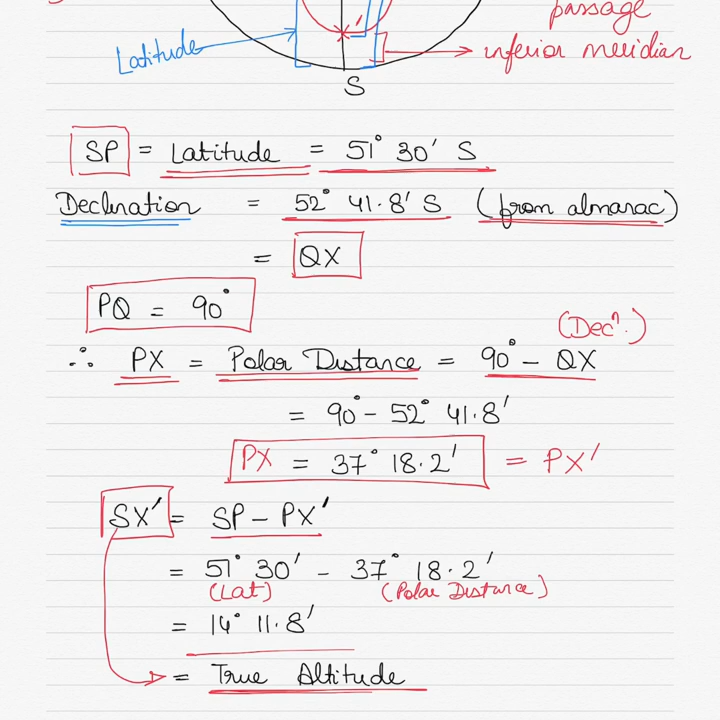 passage
Latitude
inferior meridian
S
SP = Latitude = 51° 30' S
Declination = 52° 41.8' S (from almanac)
= QX
PQ = 90°
(Decⁿ.)
∴ PX = Polar Distance = 90° – QX
= 90° – 52° 41.8'
PX = 37° 18.2' = PX'
SX' = SP – PX'
= 51° 30' – 37° 18.2'
(Lat) (Polar Distance)
= 14° 11.8'
= True Altitude